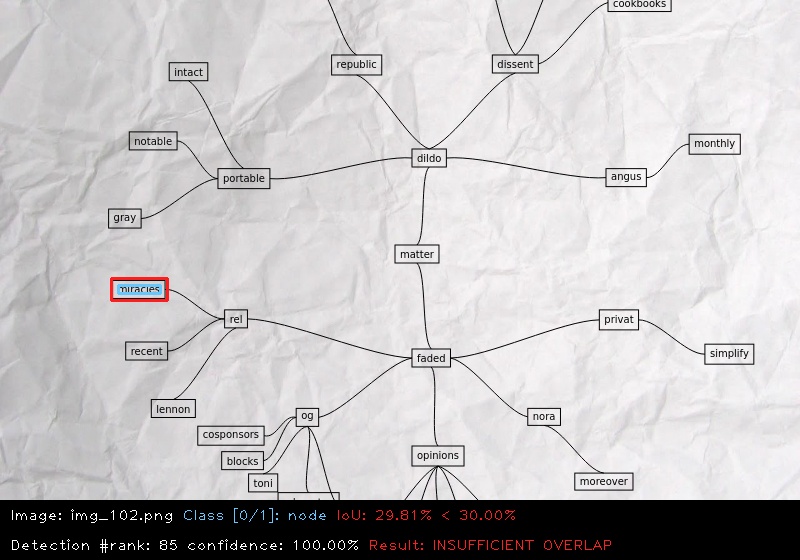 cookbooks
republic
dissent
intact
notable
dildo
monthly
portable
angus
gray
matter
miracies
rel
privat
recent
faded
simplify
lennon
og
nora
cosponsors
opinions
blocks
toni
moreover
Image: img_102.png Class [0/1]: node IoU: 29.81% < 30.00%
Detection #rank: 85 confidence: 100.00% Result: INSUFFICIENT OVERLAP